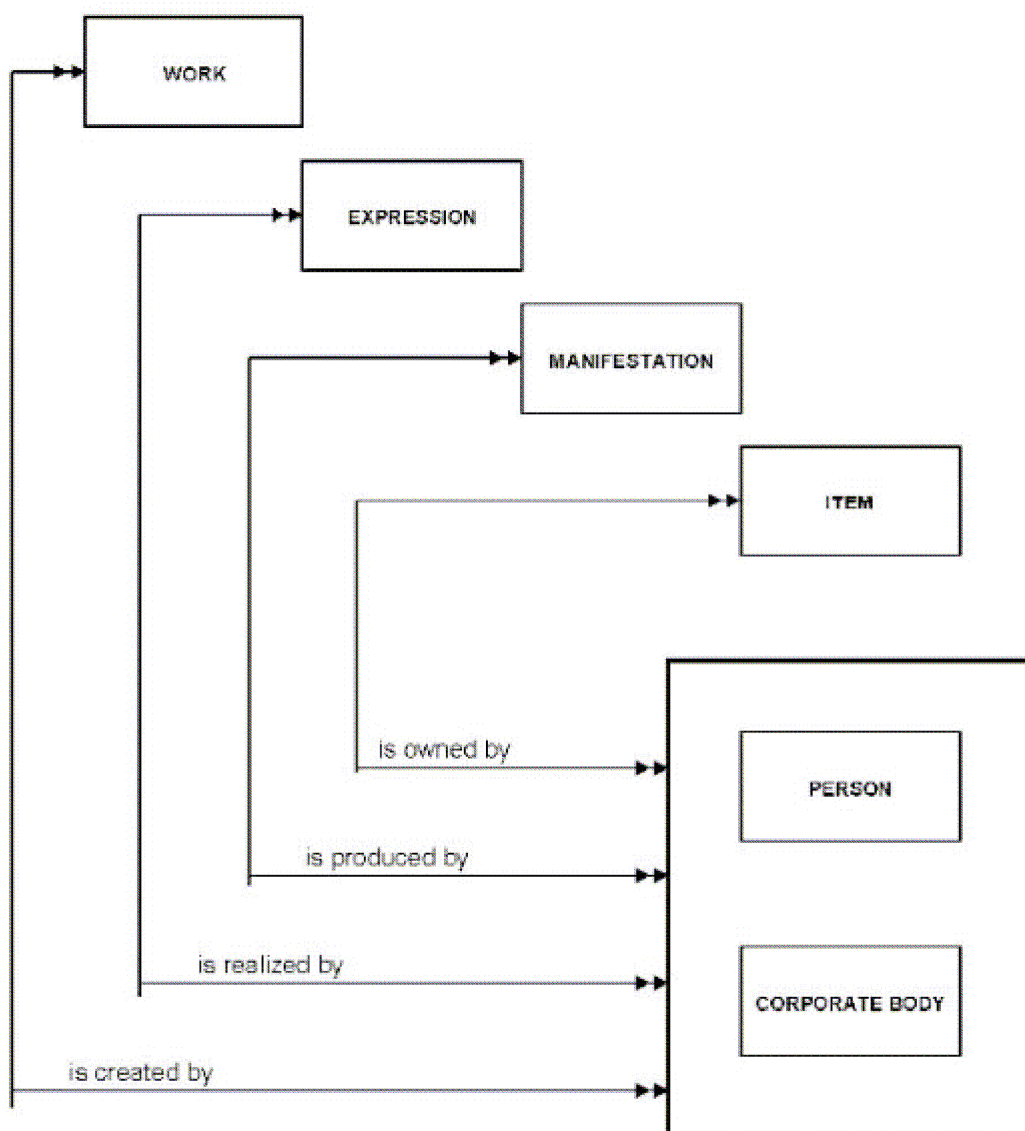 WORK
EXPRESSION
MANIFESTATION
ITEM
is owned by
PERSON
is produced by
is realized by
CORPORATE BODY
is created by